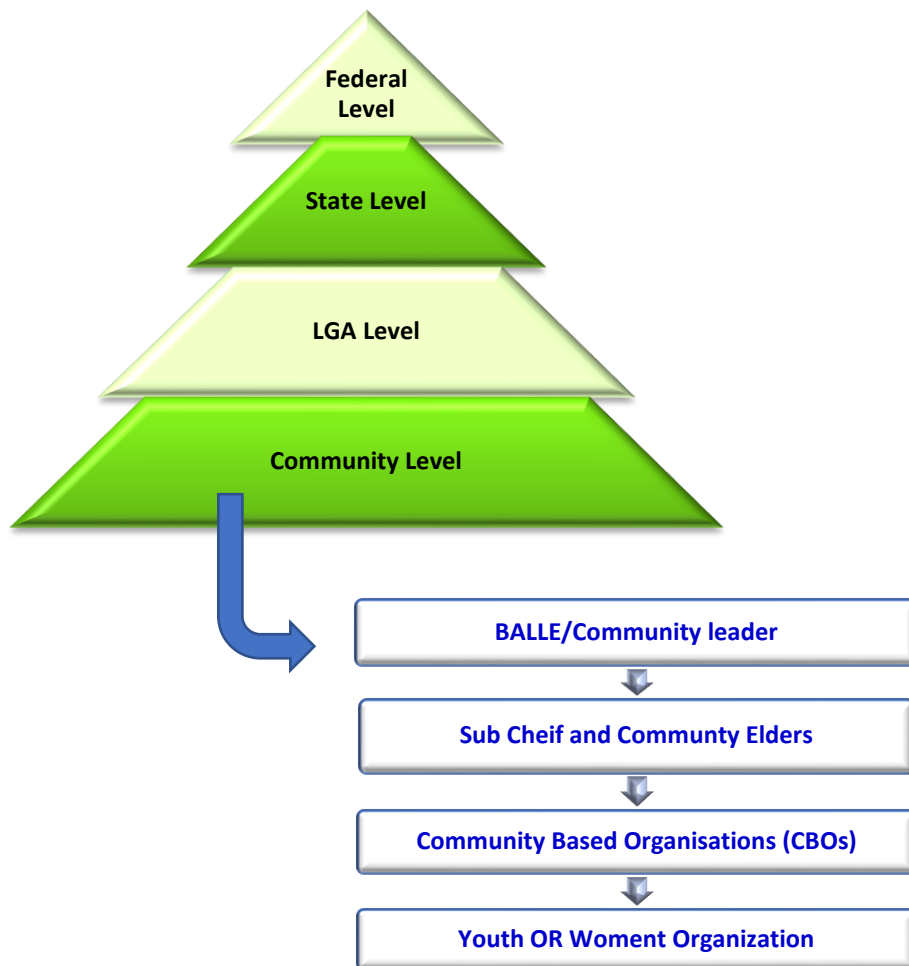 Federal
Level
State Level
LGA Level
Community Level
BALLE/Community leader
Sub Cheif and Communty Elders
Community Based Organisations (CBOs)
Youth OR Woment Organization